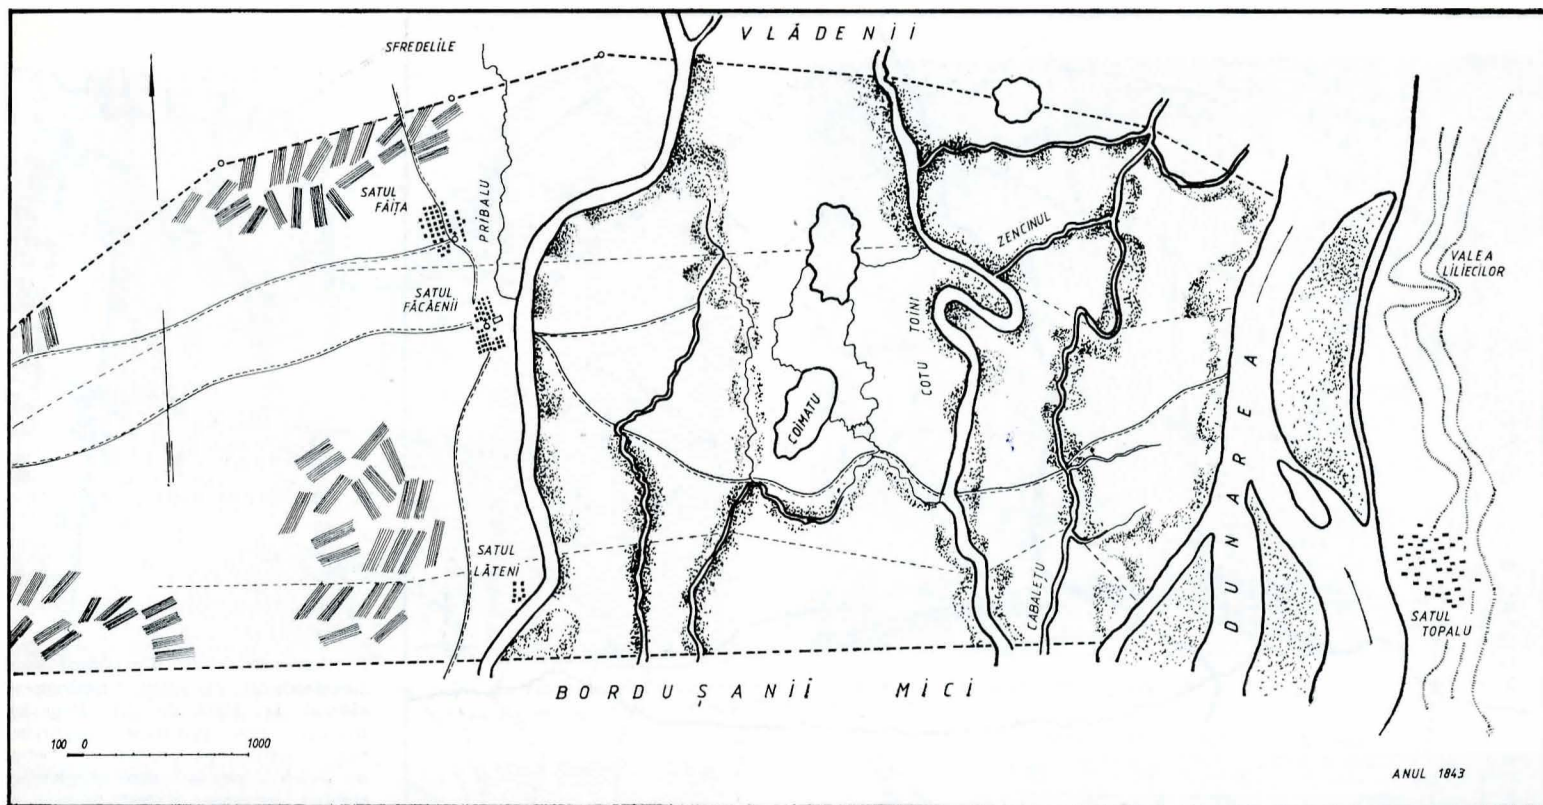 VLĂDENII
SFREDELILE
PRIBALU
SATUL
FĂIȚA
SATUL
FĂCĂENII
ZENCINUL
VALEA
LILIECILOR
COTU TOINI
COIMATU
DUNAREA
SATUL
LĂTENI
CABALEȚU
SATUL
TOPALU
BORDUȘANII MICI
100 0 1000
ANUL 1843